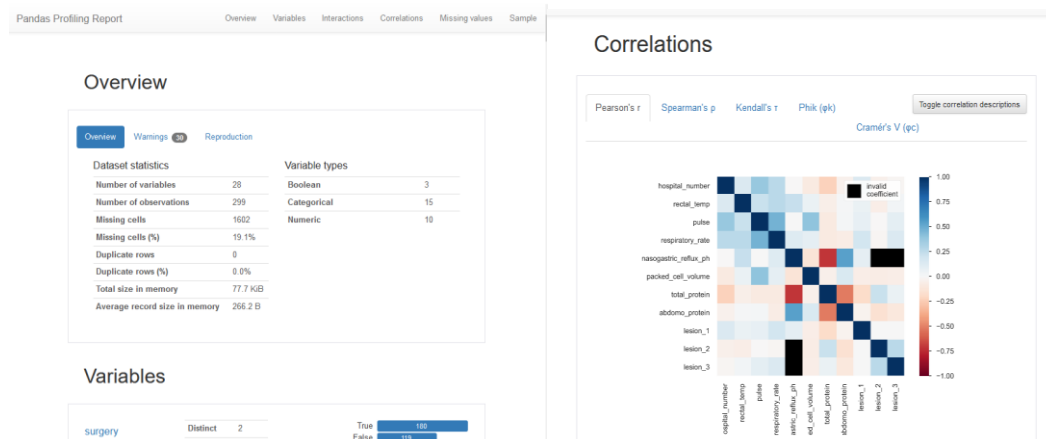 Pandas Profiling Report
Overview Variables Interactions Correlations Missing values Sample
Overview
Overview Warnings 30 Reproduction
Dataset statistics
Number of variables 28
Number of observations 299
Missing cells 1602
Missing cells (%) 19.1%
Duplicate rows 0
Duplicate rows (%) 0.0%
Total size in memory 77.7 KiB
Average record size in memory 266.2 B
Variable types
Boolean 3
Categorical 15
Numeric 10
Variables
surgery
Distinct 2
True 180
False 119
Correlations
Pearson's r Spearman's ρ Kendall's τ Phik (φk)
Cramér's V (φc)
Toggle correlation descriptions
hospital_number
rectal_temp
pulse
respiratory_rate
nasogastric_reflux_ph
packed_cell_volume
total_protein
abdomo_protein
lesion_1
lesion_2
lesion_3
invalid
coefficient
1.00
0.75
0.50
0.25
0.00
−0.25
−0.50
−0.75
−1.00
ospital_number
rectal_temp
pulse
respiratory_rate
astric_reflux_ph
ed_cell_volume
total_protein
abdomo_protein
lesion_1
lesion_2
lesion_3